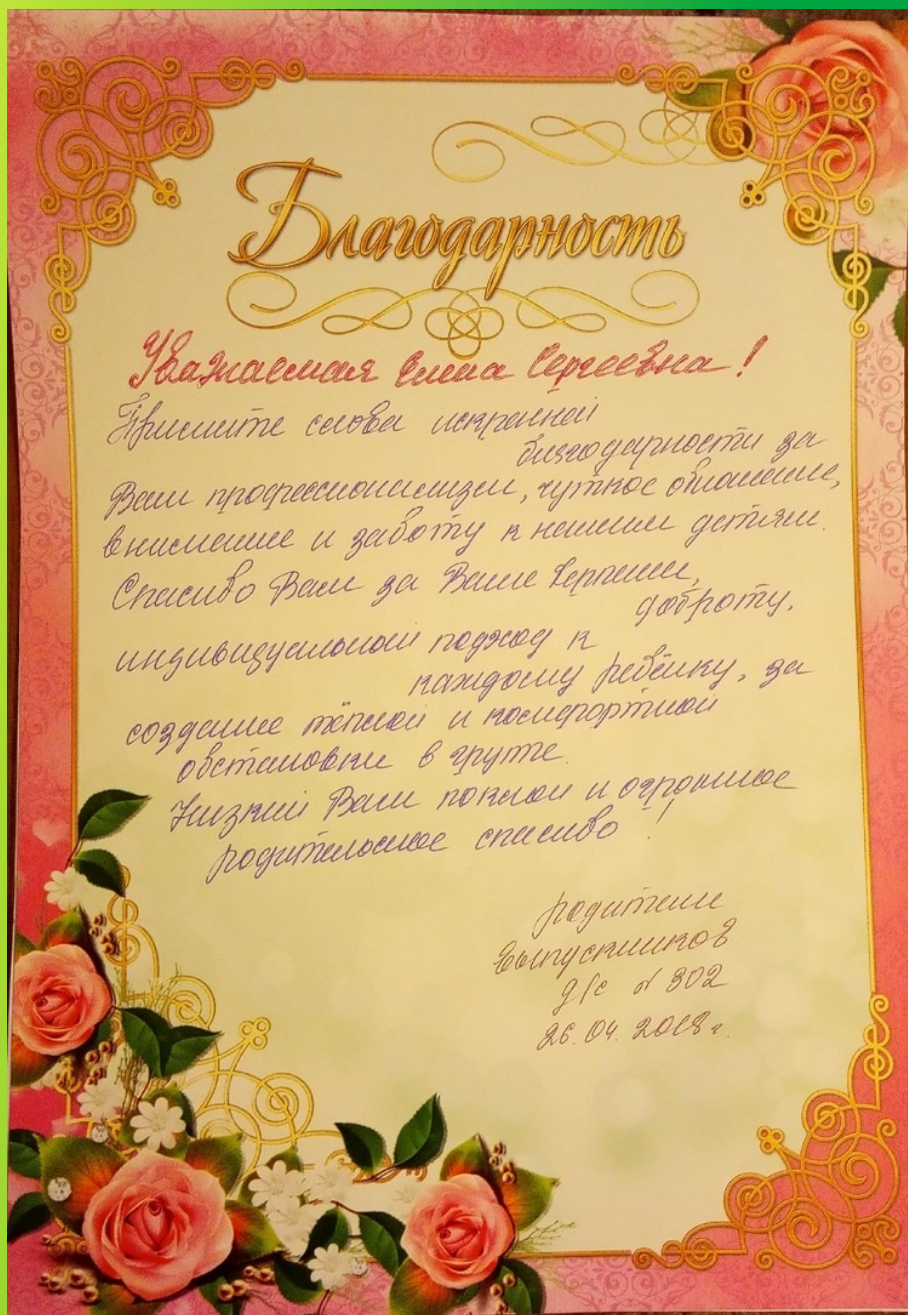 Благодарность
Уважаемая Елена Сергеевна!
Примите слова искренней
благодарности за
Ваш профессионализм, чуткое отношение,
внимание и заботу к нашим детям.
Спасибо Вам за Ваше терпение,
доброту,
индивидуальный подход к
каждому ребёнку, за
создание тёплой и комфортной
обстановки в группе.
Низкий Вам поклон и огромное
родительское спасибо!
родители
выпускников
д/с № 302
26.04.2018 г.